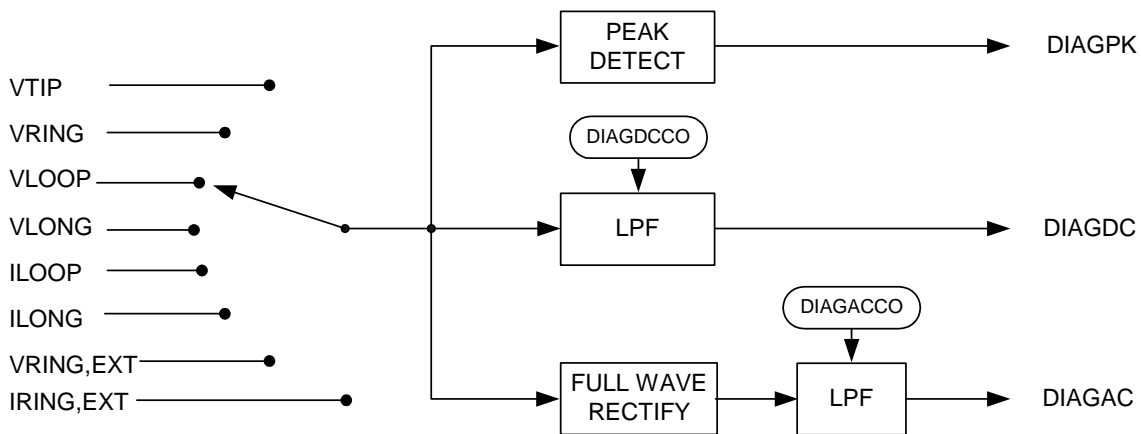 PEAK
DETECT
DIAGPK
VTIP
VRING
DIAGDCCO
VLOOP
VLONG
LPF
DIAGDC
ILOOP
ILONG
DIAGACCO
VRING,EXT
IRING,EXT
FULL WAVE
RECTIFY
LPF
DIAGAC